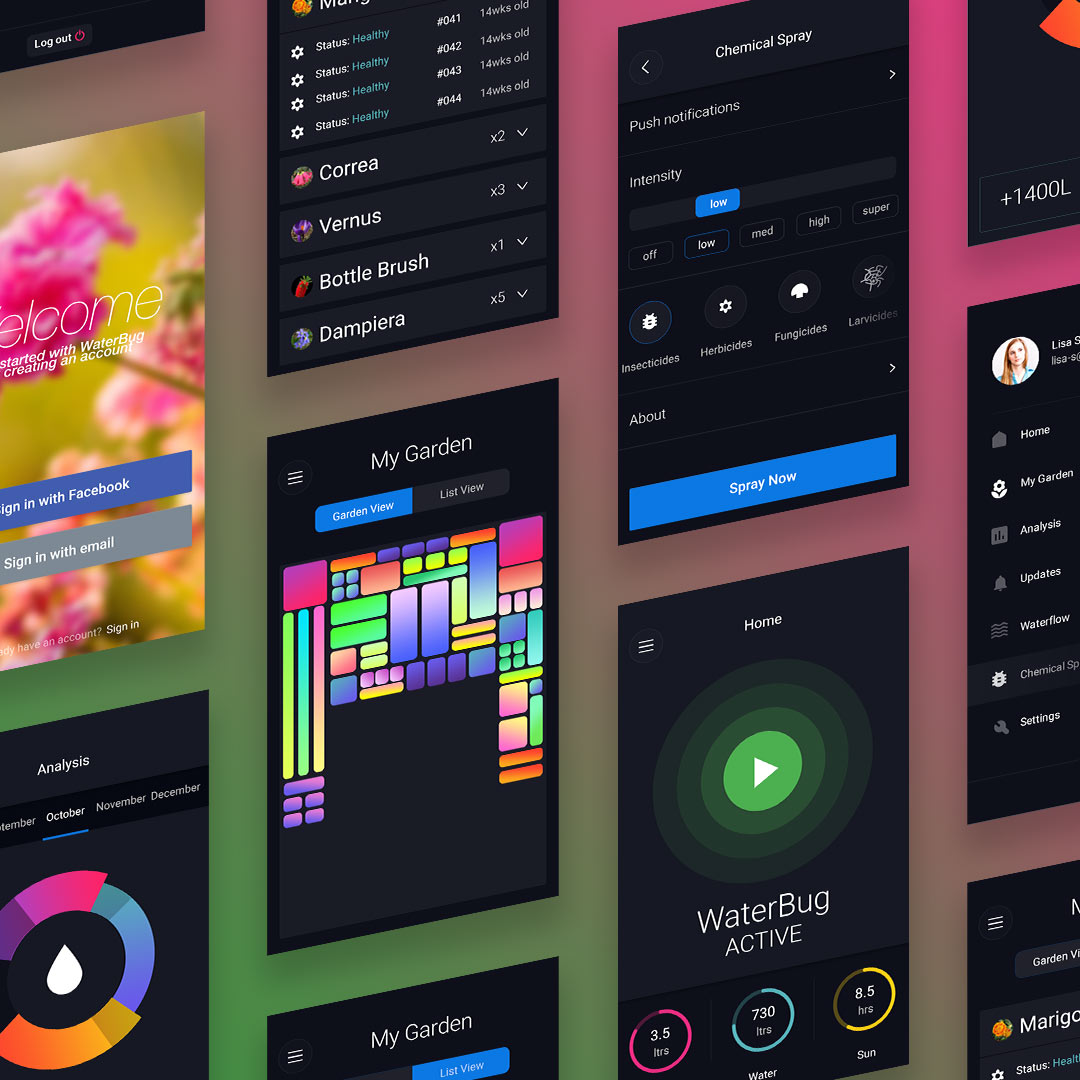 Log out
elcome
started with WaterBug
creating an account
ign in with Facebook
Sign in with email
ady have an account? Sign in
Analysis
tember October November December
Marig
Status: Healthy #041 14wks old
Status: Healthy #042 14wks old
Status: Healthy #043 14wks old
Status: Healthy #044 14wks old
Correa x2
Vernus x3
Bottle Brush x1
Dampiera x5
My Garden
Garden View List View
My Garden
List View
Chemical Spray
Push notifications
Intensity
low
off low med high super
Insecticides Herbicides Fungicides Larvicides
About
Spray Now
Home
WaterBug
ACTIVE
3.5
ltrs
730
ltrs
8.5
hrs
Water
Sun
+1400L
Lisa S
lisa-s@
Home
My Garden
Analysis
Updates
Waterflow
Chemical Sp
Settings
M
Garden Vi
Marigo
Status: Healt